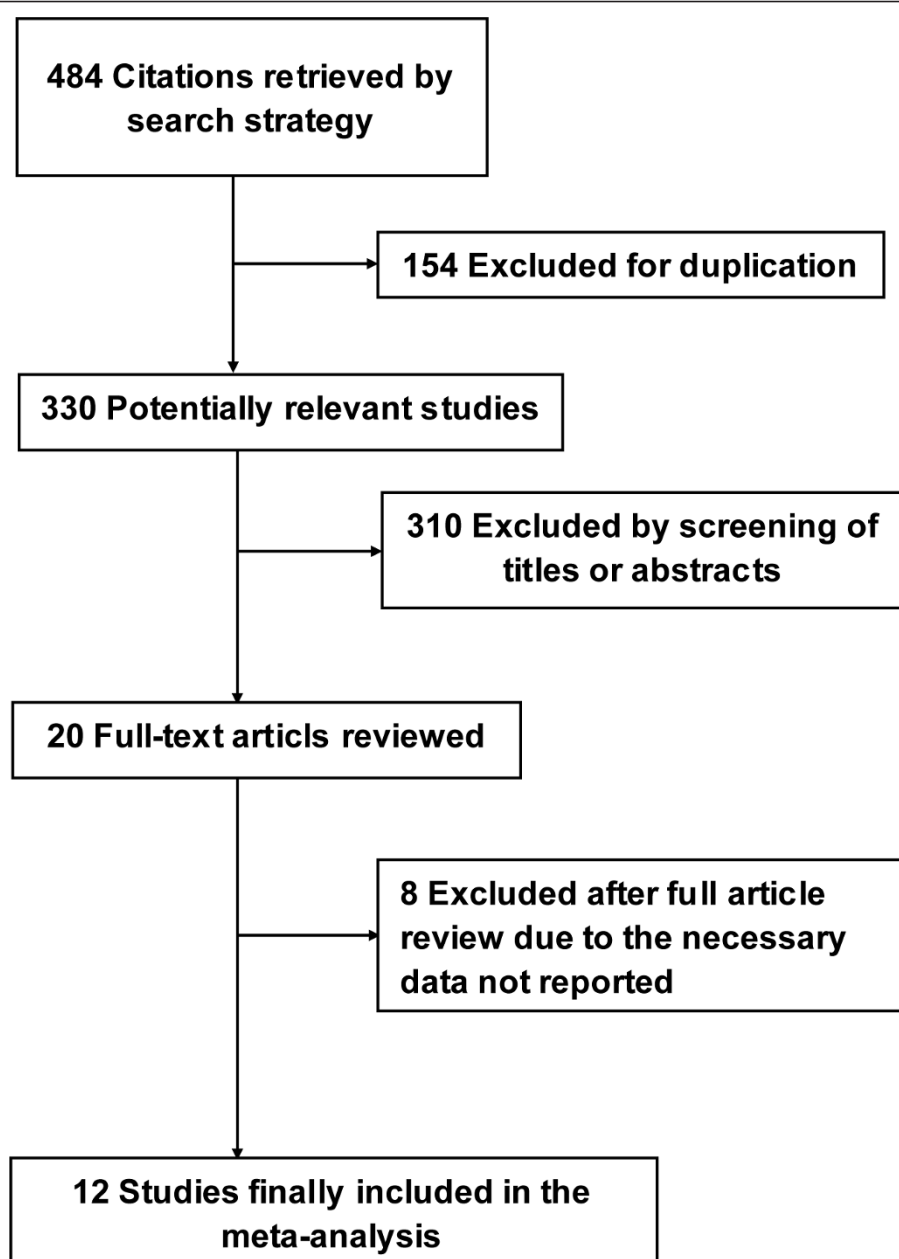 484 Citations retrieved by
search strategy
154 Excluded for duplication
330 Potentially relevant studies
310 Excluded by screening of
titles or abstracts
20 Full-text articls reviewed
8 Excluded after full article
review due to the necessary
data not reported
12 Studies finally included in the
meta-analysis